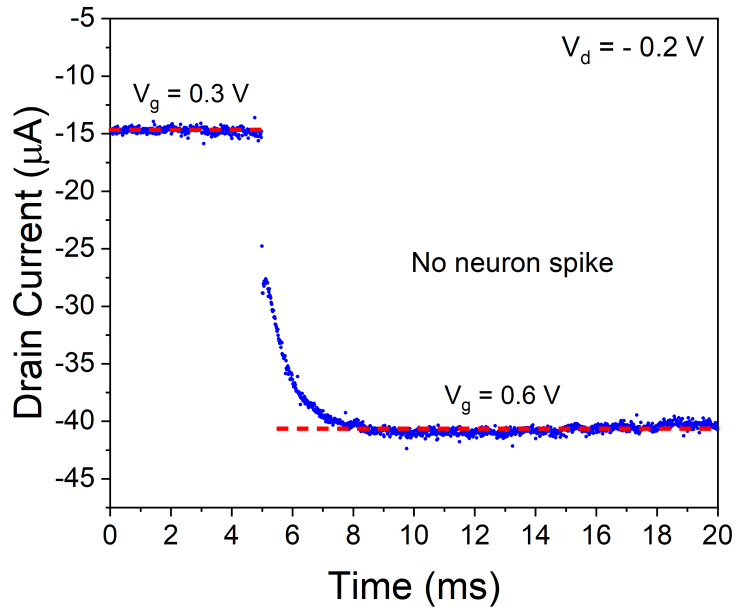 -5
V_d = - 0.2 V
-10
V_g = 0.3 V
-15
-20
-25
No neuron spike
-30
-35
V_g = 0.6 V
-40
-45
0 2 4 6 8 10 12 14 16 18 20
Drain Current (μA)
Time (ms)